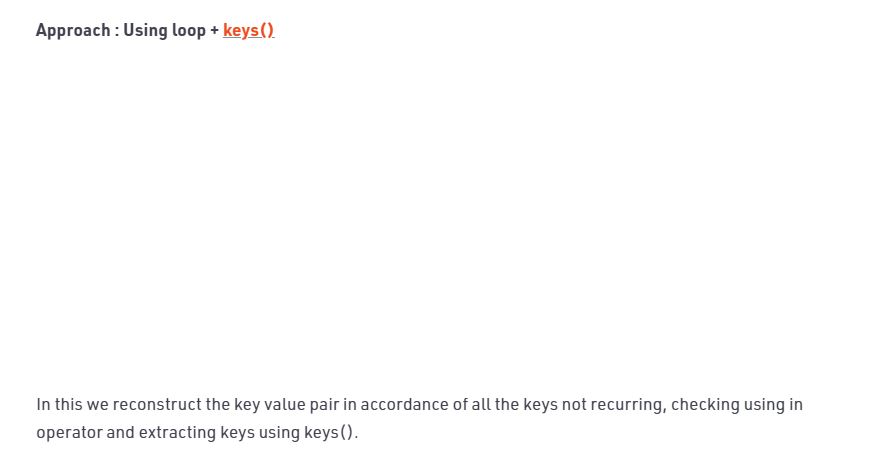 Approach : Using loop + keys()
In this we reconstruct the key value pair in accordance of all the keys not recurring, checking using in
operator and extracting keys using keys().